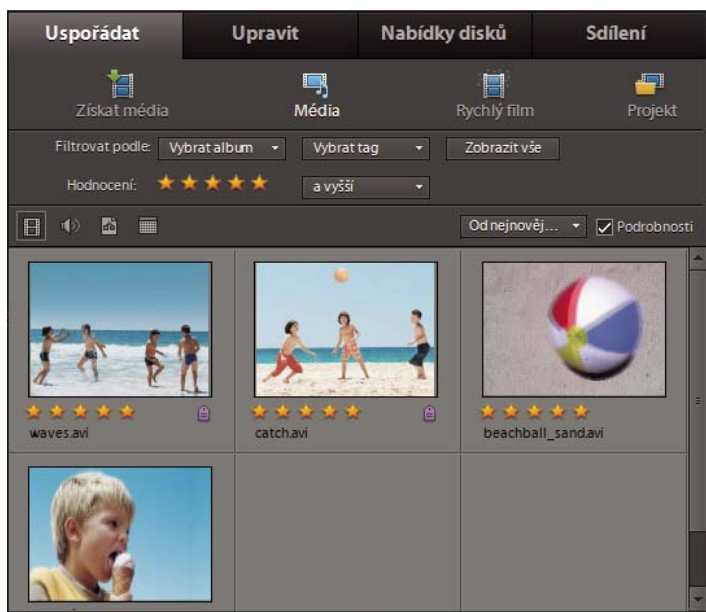 Uspořádat Upravit Nabídky disků Sdílení
Získat média Média Rychlý film Projekt
Filtrovat podle: Vybrat album Vybrat tag Zobrazit vše
Hodnocení: a vyšší
Od nejnověj... Podrobnosti
waves.avi catch.avi beachball_sand.avi